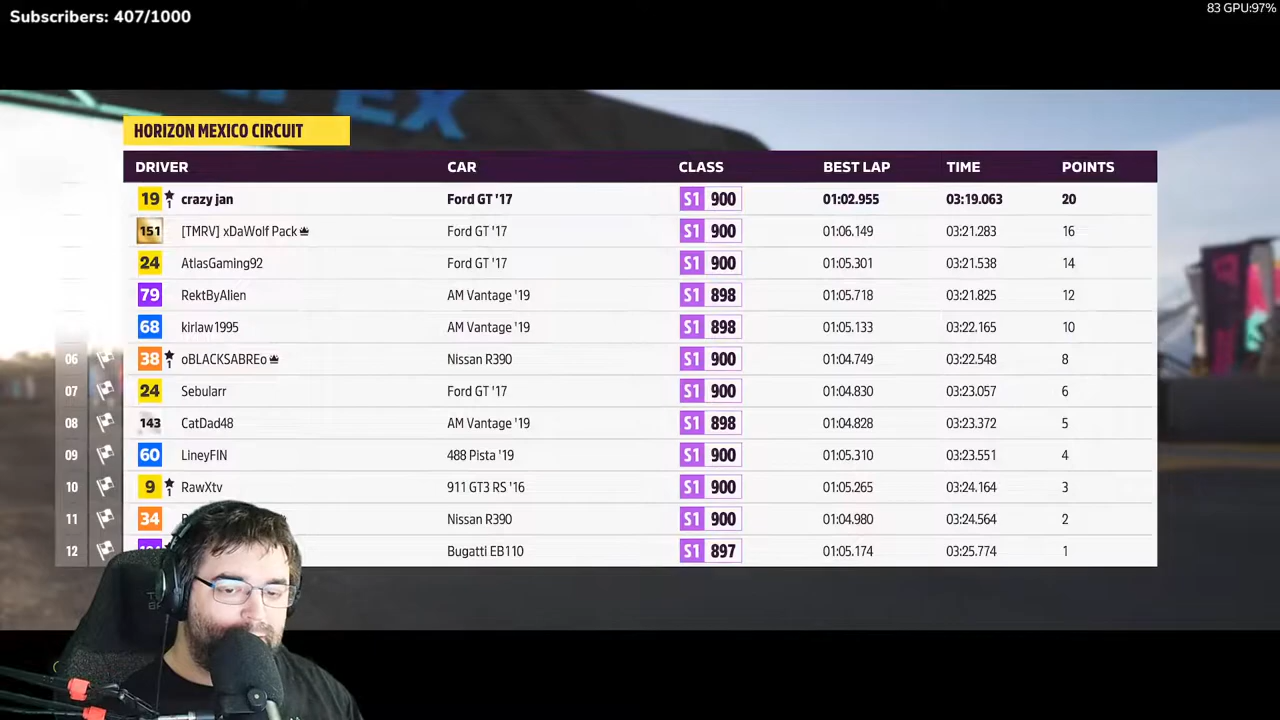 Subscribers: 407/1000
83 GPU:97%
EX
HORIZON MEXICO CIRCUIT
DRIVER CAR CLASS BEST LAP TIME POINTS
19 1 crazy jan Ford GT '17 S1 900 01:02.955 03:19.063 20
151 [TMRV] xDaWolf Pack Ford GT '17 S1 900 01:06.149 03:21.283 16
24 AtlasGaming92 Ford GT '17 S1 900 01:05.301 03:21.538 14
79 RektByAlien AM Vantage '19 S1 898 01:05.718 03:21.825 12
68 kirlaw1995 AM Vantage '19 S1 898 01:05.133 03:22.165 10
06 38 1 oBLACKSABREo Nissan R390 S1 900 01:04.749 03:22.548 8
07 24 Sebularr Ford GT '17 S1 900 01:04.830 03:23.057 6
08 143 CatDad48 AM Vantage '19 S1 898 01:04.828 03:23.372 5
09 60 LineyFIN 488 Pista '19 S1 900 01:05.310 03:23.551 4
10 9 1 RawXtv 911 GT3 RS '16 S1 900 01:05.265 03:24.164 3
11 34 Nissan R390 S1 900 01:04.980 03:24.564 2
12 Bugatti EB110 S1 897 01:05.174 03:25.774 1